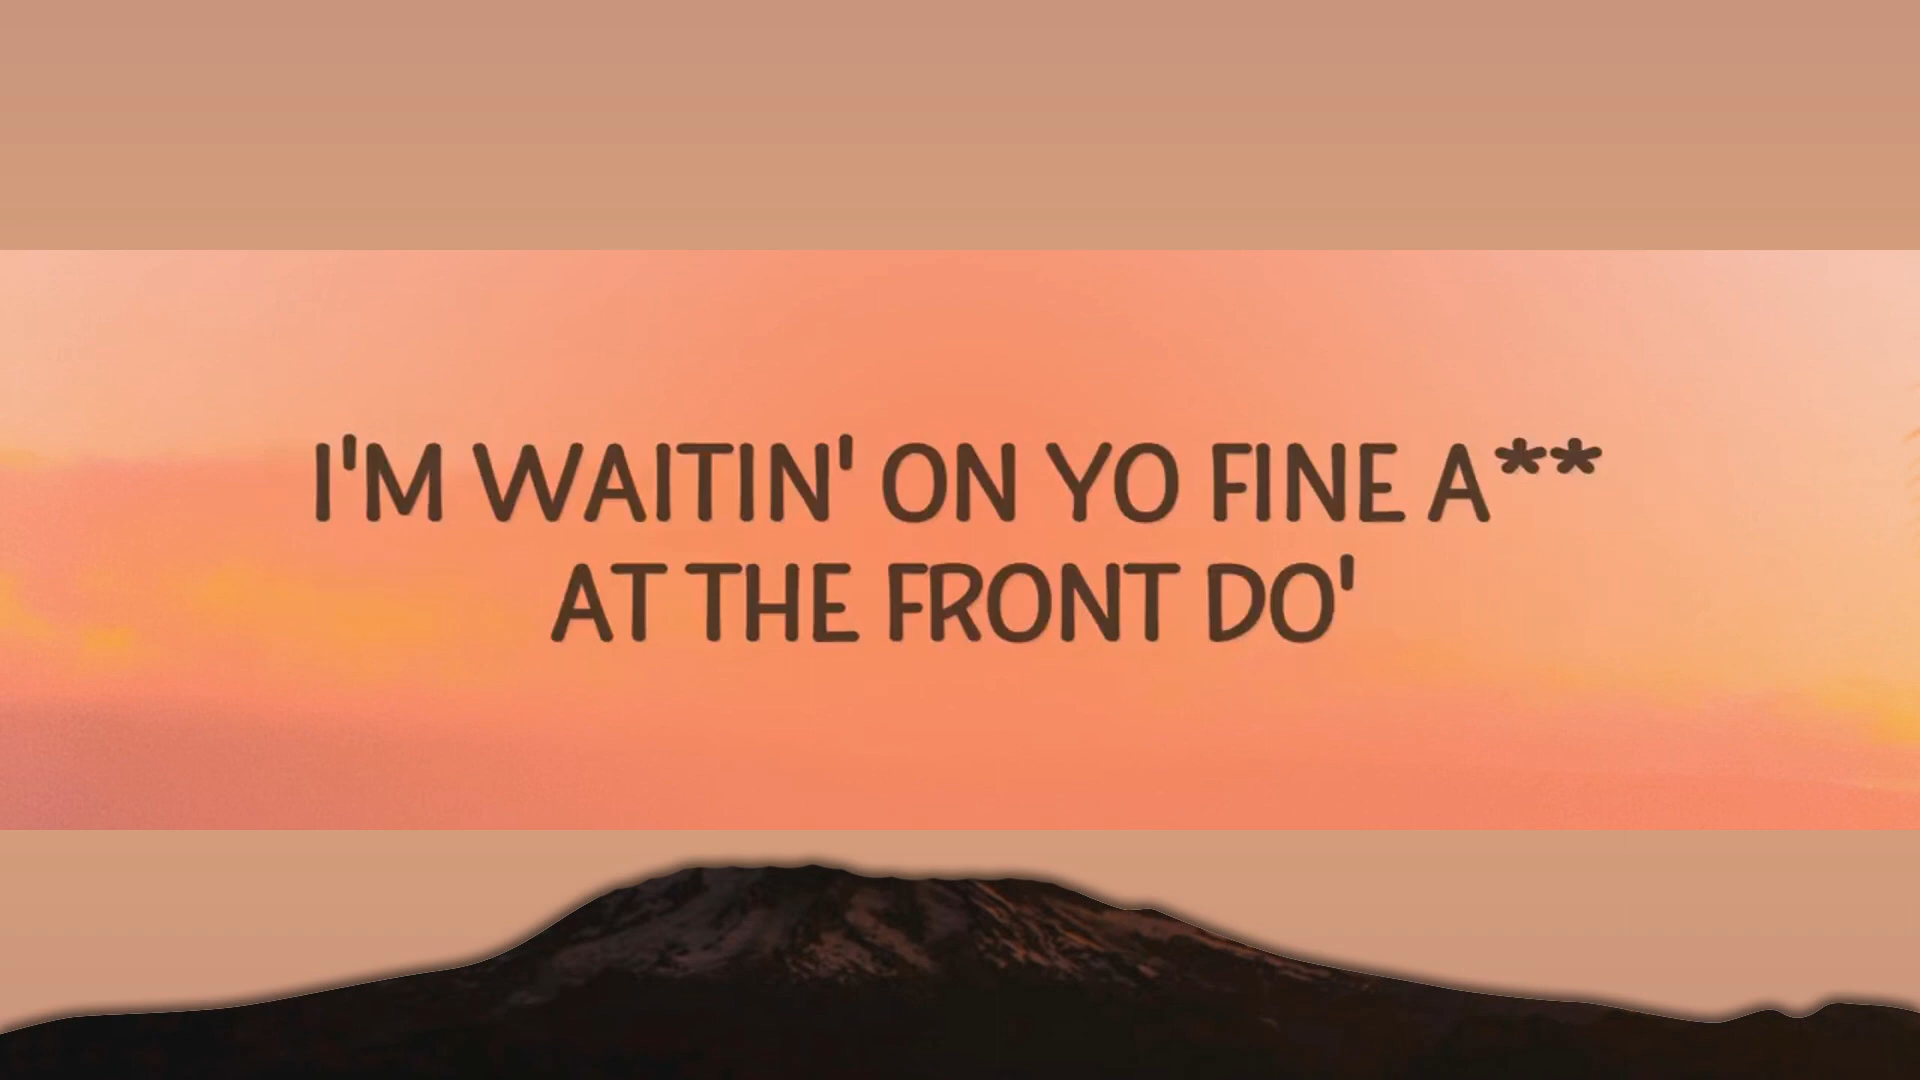 I'M WAITIN' ON YO FINE A**
AT THE FRONT DO'